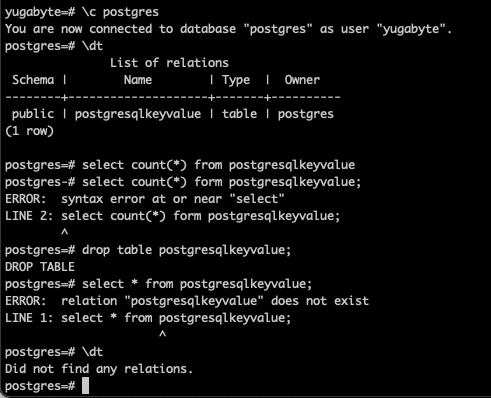 yugabyte=# \c postgres
You are now connected to database "postgres" as user "yugabyte".
postgres=# \dt
              List of relations
 Schema |        Name        | Type  |  Owner
--------+--------------------+-------+----------
 public | postgresqlkeyvalue | table | postgres
(1 row)

postgres=# select count(*) from postgresqlkeyvalue
postgres-# select count(*) form postgresqlkeyvalue;
ERROR:  syntax error at or near "select"
LINE 2: select count(*) form postgresqlkeyvalue;
        ^
postgres=# drop table postgresqlkeyvalue;
DROP TABLE
postgres=# select * from postgresqlkeyvalue;
ERROR:  relation "postgresqlkeyvalue" does not exist
LINE 1: select * from postgresqlkeyvalue;
                      ^
postgres=# \dt
Did not find any relations.
postgres=#